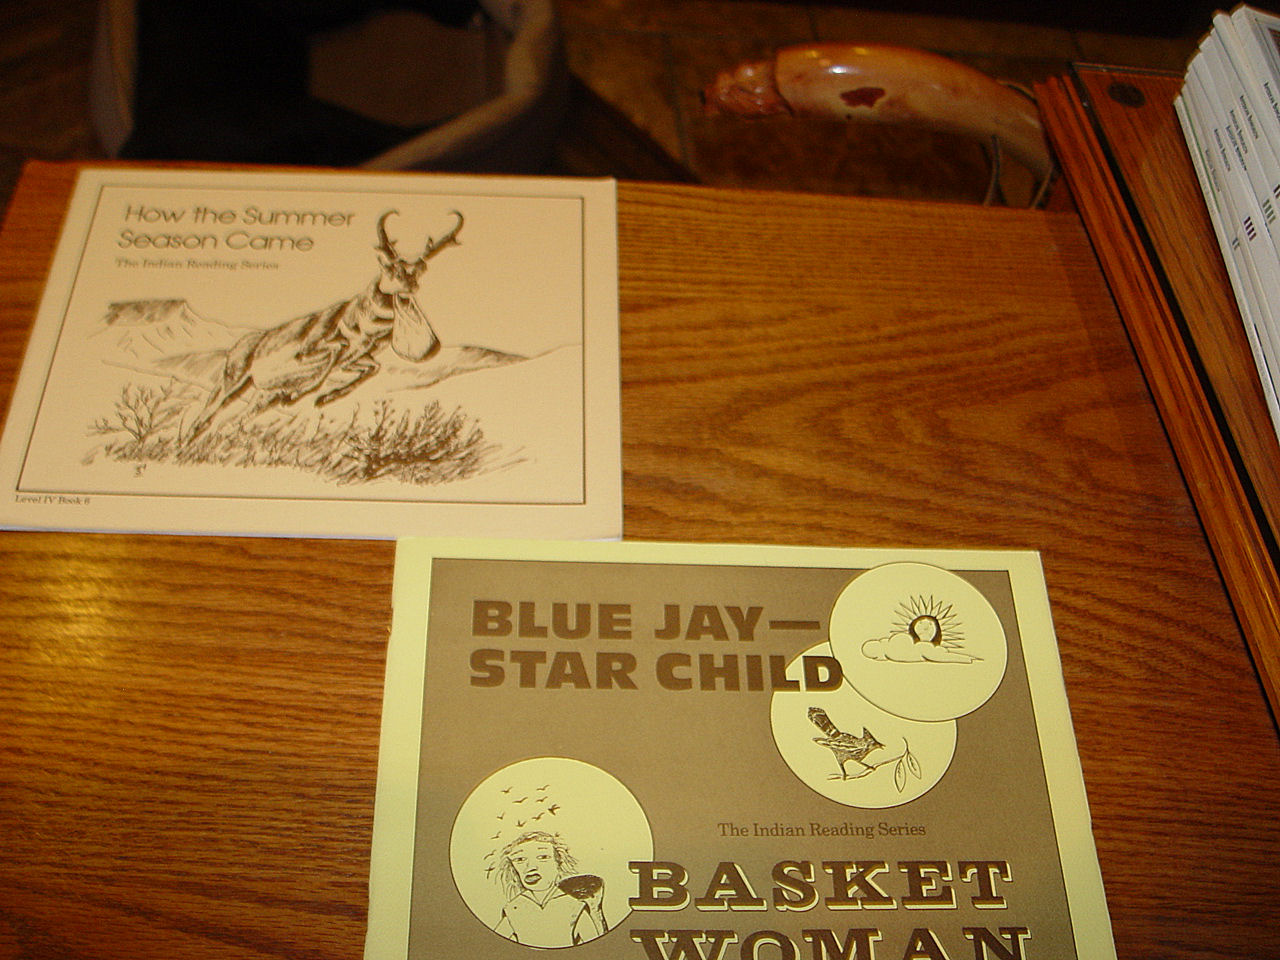 How the Summer
Season Came
The Indian Reading Series
Level IV Book 6
BLUE JAY—
STAR CHILD
The Indian Reading Series
BASKET
WOMAN